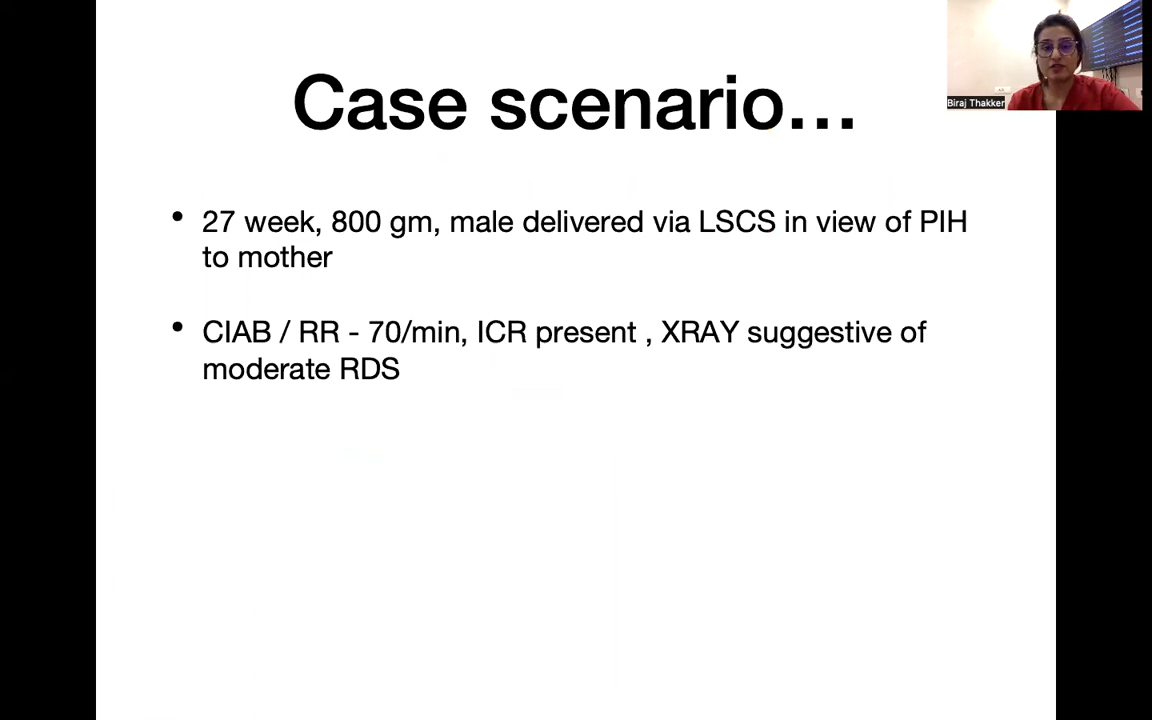 Case scenario...
• 27 week, 800 gm, male delivered via LSCS in view of PIH
to mother
• CIAB / RR - 70/min, ICR present , XRAY suggestive of
moderate RDS
Biraj Thakker